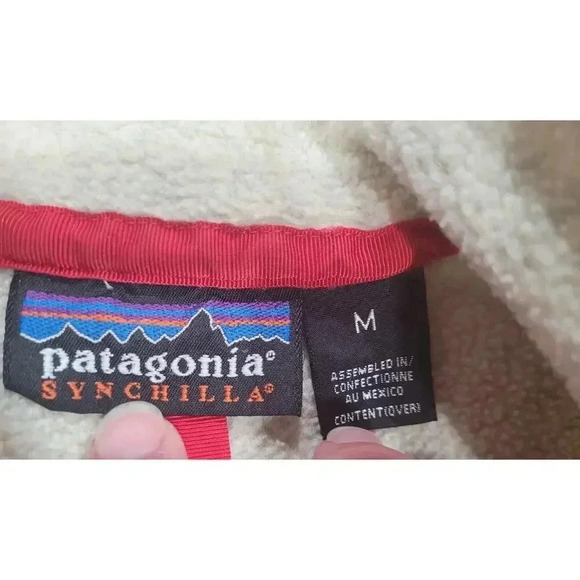 patagonia®
SYNCHILLA®
M
ASSEMBLED IN/
CONFECTIONNE
AU MEXICO
CONTENT(OVER)